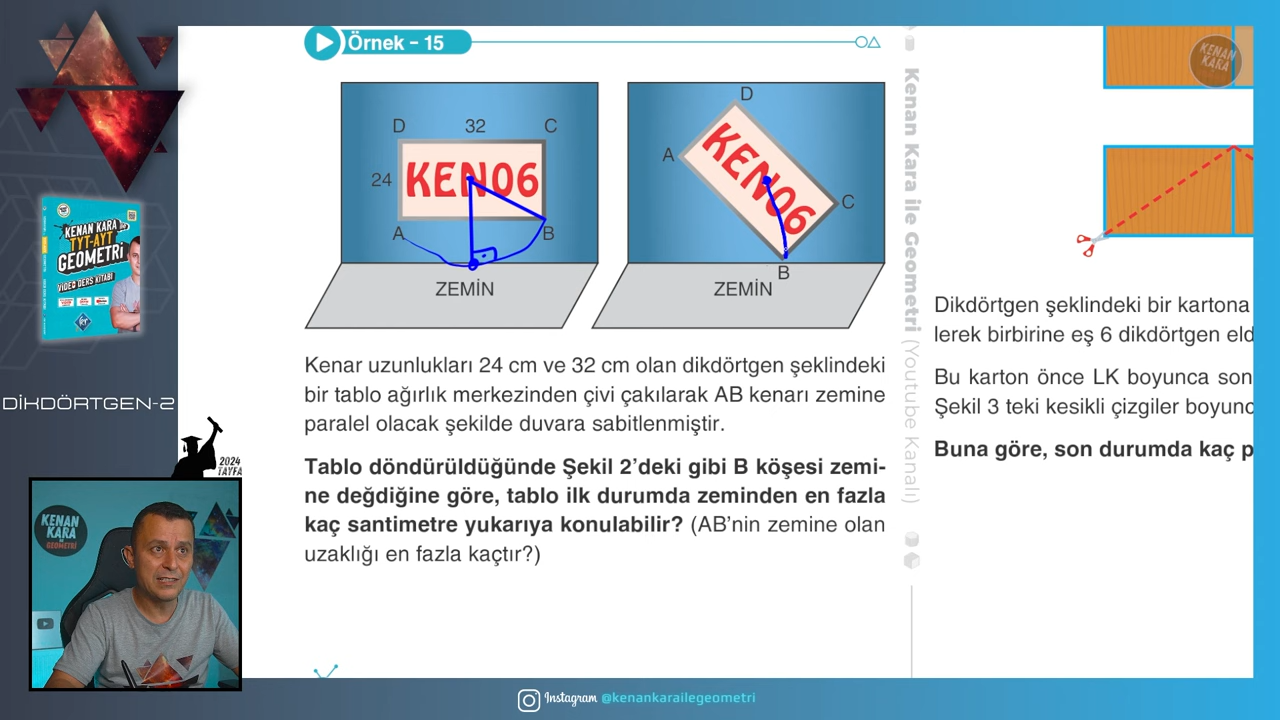 Örnek - 15
D 32 C
24
KEN06
A B
ZEMİN
D
A
KEN06
C
B
ZEMİN
Kenar uzunlukları 24 cm ve 32 cm olan dikdörtgen şeklindeki
bir tablo ağırlık merkezinden çivi çakılarak AB kenarı zemine
paralel olacak şekilde duvara sabitlenmiştir.
Tablo döndürüldüğünde Şekil 2’deki gibi B köşesi zemi-
ne değdiğine göre, tablo ilk durumda zeminden en fazla
kaç santimetre yukarıya konulabilir? (AB’nin zemine olan
uzaklığı en fazla kaçtır?)
Kenan Kara ile Geometri (Youtube Kanalı)
KENAN
KARA
Dikdörtgen şeklindeki bir kartona
lerek birbirine eş 6 dikdörtgen eld
Bu karton önce LK boyunca son
Şekil 3 teki kesikli çizgiler boyunc
Buna göre, son durumda kaç p
KENAN KARA ile
TYT-AYT
GEOMETRİ
VİDEO DERS KİTABI
DİKDÖRTGEN-2
2024
TAYFA
KENAN
KARA
GEOMETRİ
Instagram @kenankarailegeometri